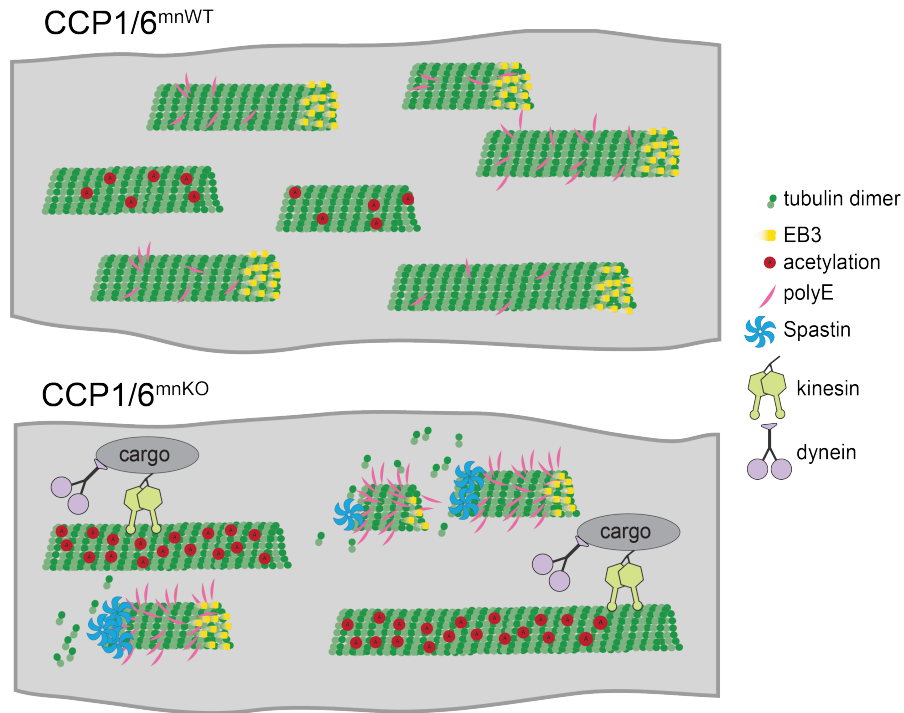 CCP1/6mnWT
tubulin dimer
EB3
acetylation
polyE
Spastin
kinesin
dynein
CCP1/6mnKO
cargo
cargo